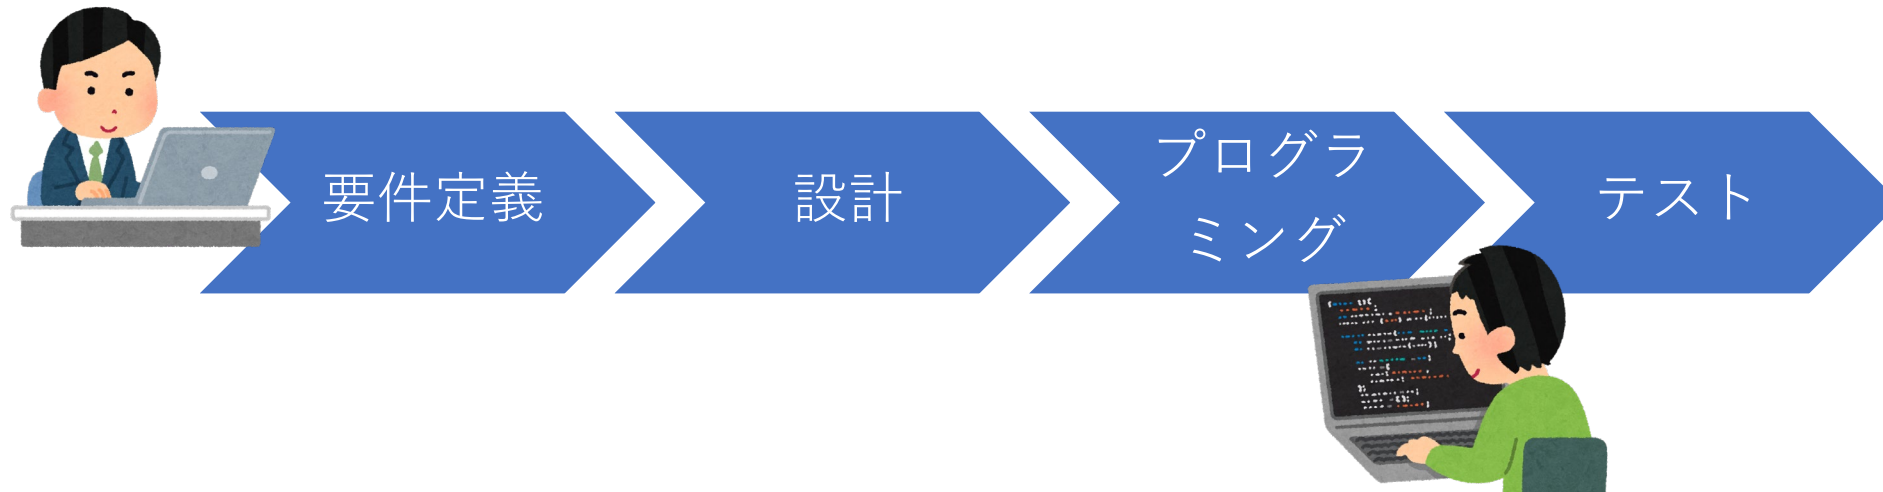 要件定義
設計
プログラ
ミング
テスト